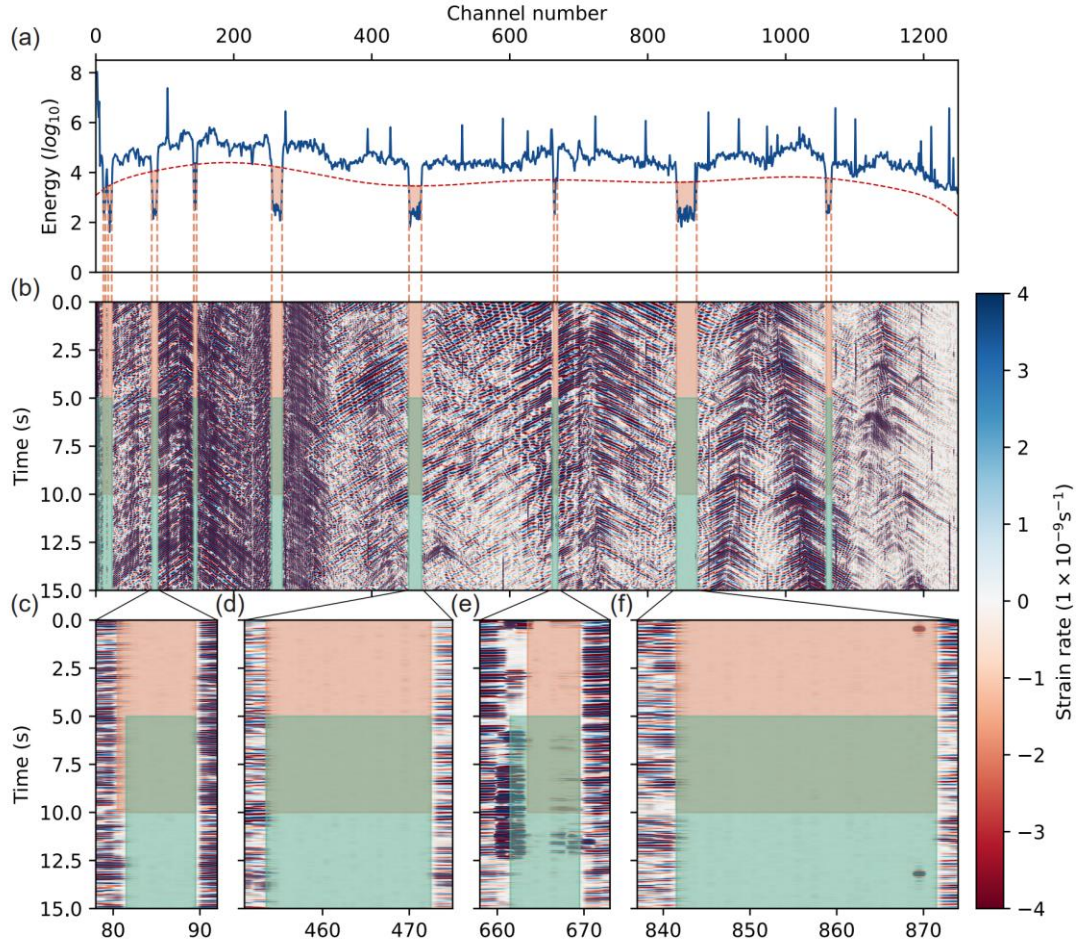 Channel number
(a)
0 200 400 600 800 1000 1200
8
6
4
2
0
Energy (log10)
(b)
0.0
2.5
5.0
7.5
10.0
12.5
15.0
Time (s)
4
3
2
1
0
−1
−2
−3
−4
Strain rate (1 × 10⁻⁹s⁻¹)
(c) (d) (e) (f)
0.0
2.5
5.0
7.5
10.0
12.5
15.0
Time (s)
80 90 460 470 660 670 840 850 860 870